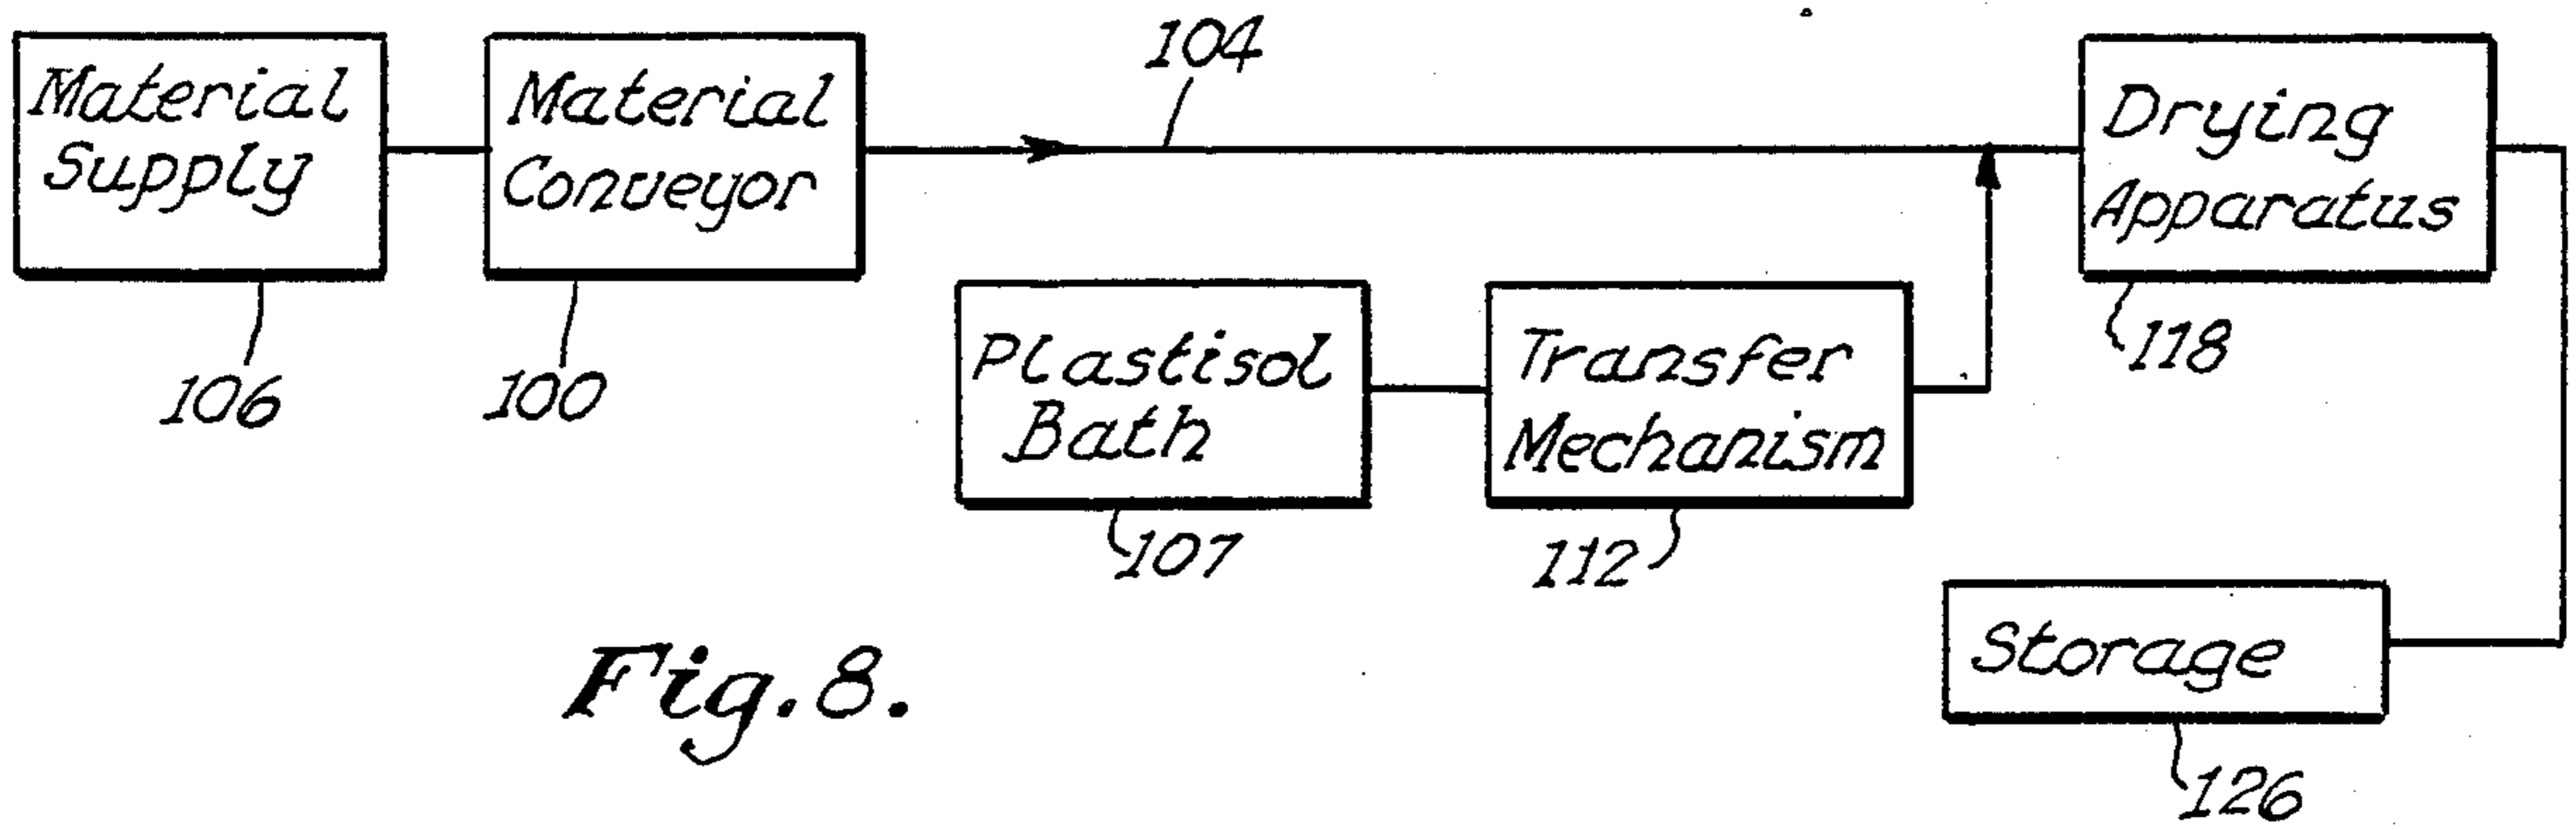 Material
Supply
106
Material
Conveyor
100
104
Plastisol
Bath
107
Transfer
Mechanism
112
Drying
Apparatus
118
Storage
126
Fig. 8.